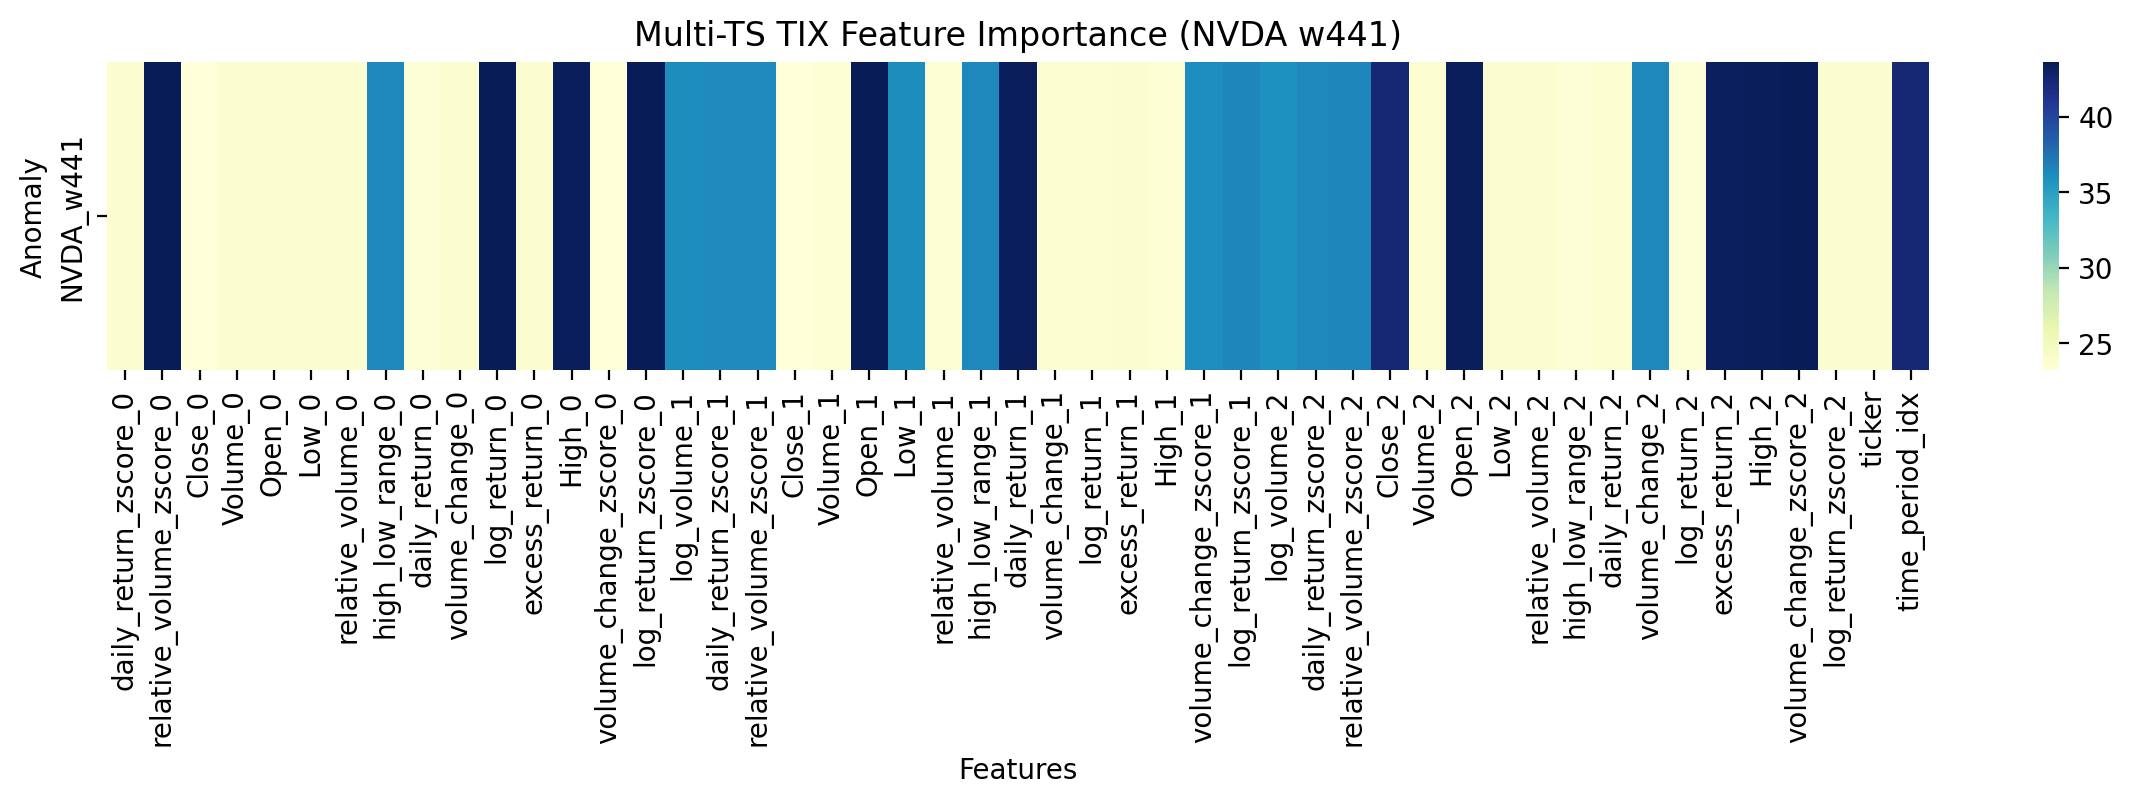 Multi-TS TIX Feature Importance (NVDA w441)
Anomaly
NVDA_w441
40
35
30
25
daily_return_zscore_0
relative_volume_zscore_0
Close_0
Volume_0
Open_0
Low_0
relative_volume_0
high_low_range_0
daily_return_0
volume_change_0
log_return_0
excess_return_0
High_0
volume_change_zscore_0
log_return_zscore_0
log_volume_1
daily_return_zscore_1
relative_volume_zscore_1
Close_1
Volume_1
Open_1
Low_1
relative_volume_1
high_low_range_1
daily_return_1
volume_change_1
log_return_1
excess_return_1
High_1
volume_change_zscore_1
log_return_zscore_1
log_volume_2
daily_return_zscore_2
relative_volume_zscore_2
Close_2
Volume_2
Open_2
Low_2
relative_volume_2
high_low_range_2
daily_return_2
volume_change_2
log_return_2
excess_return_2
High_2
volume_change_zscore_2
log_return_zscore_2
ticker
time_period_idx
Features